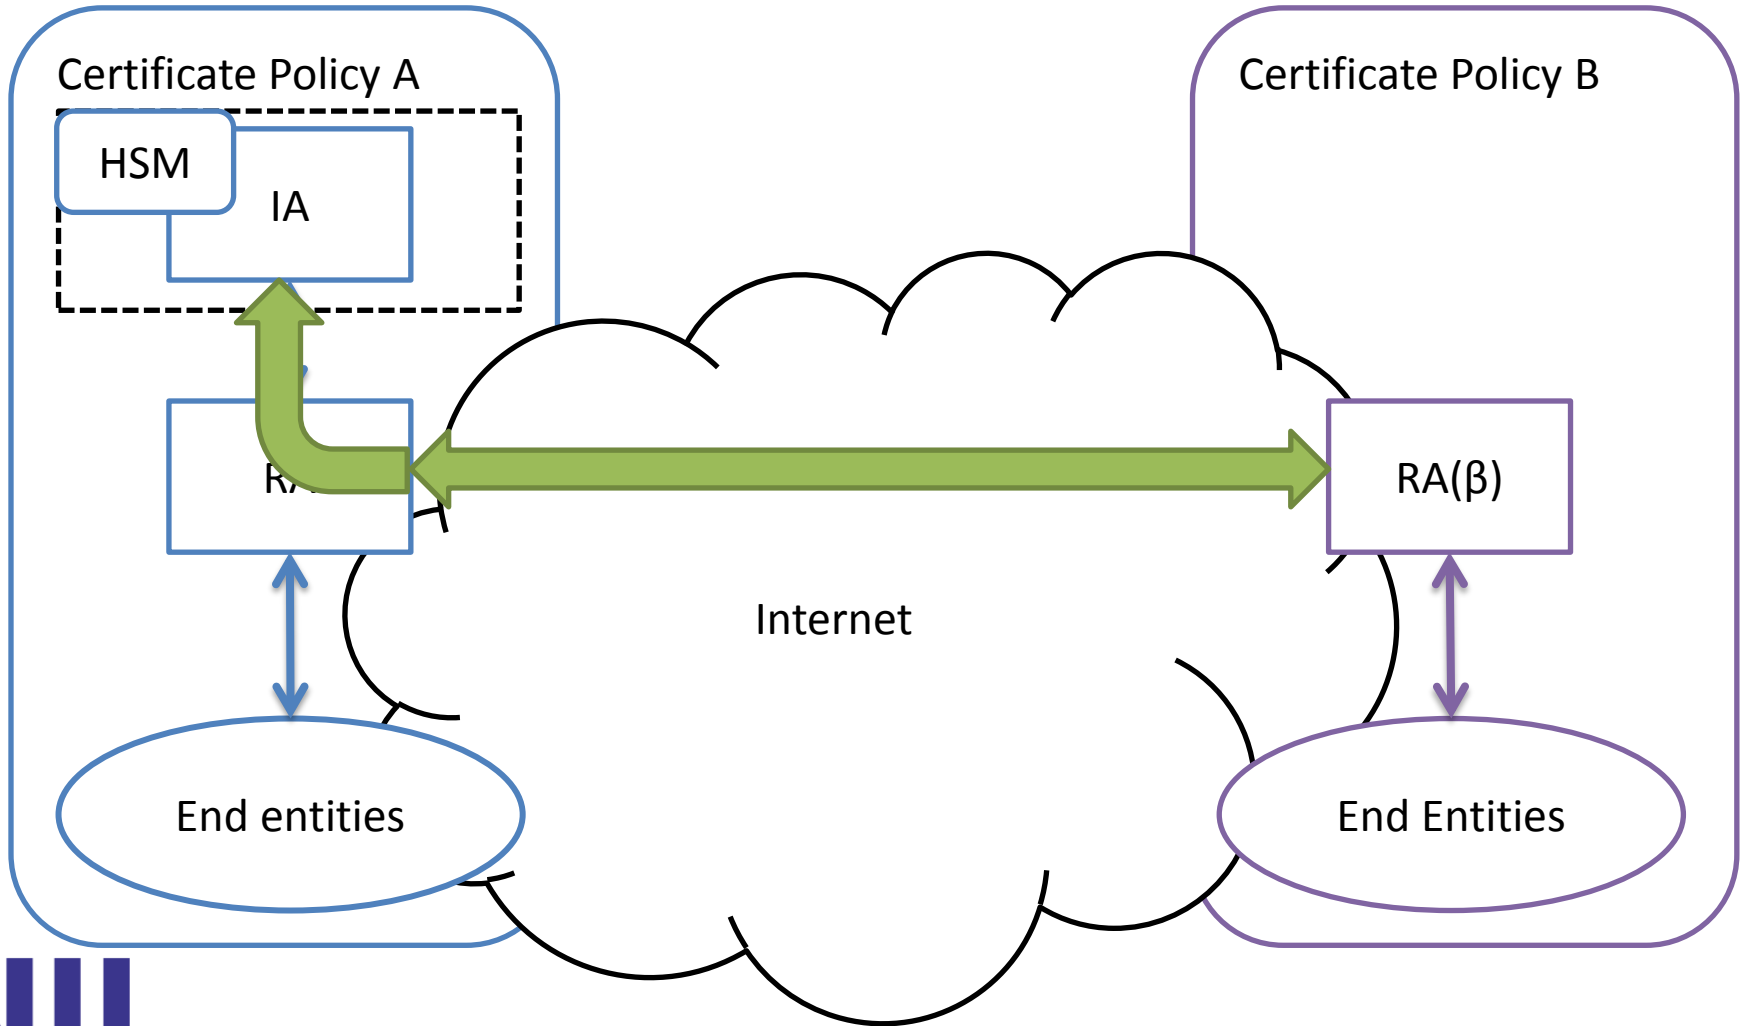 Certificate Policy A
Certificate Policy B
HSM
IA
RA(β)
Internet
End entities
End Entities